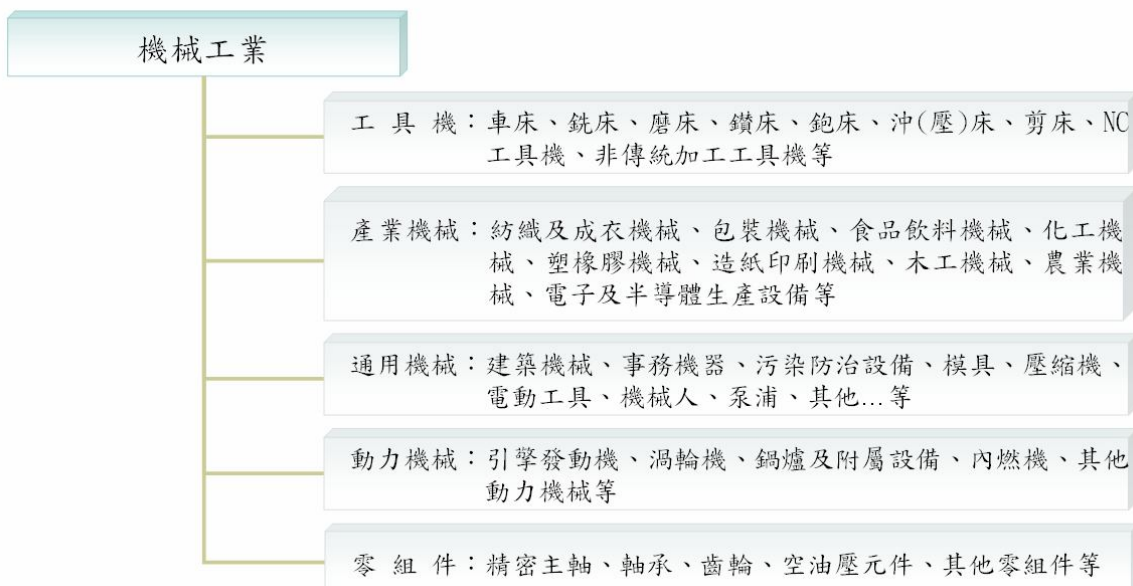 機械工業
工 具 機：車床、銑床、磨床、鑽床、鉋床、沖(壓)床、剪床、NC
工具機、非傳統加工工具機等
產業機械：紡織及成衣機械、包裝機械、食品飲料機械、化工機
械、塑橡膠機械、造紙印刷機械、木工機械、農業機
械、電子及半導體生產設備等
通用機械：建築機械、事務機器、污染防治設備、模具、壓縮機、
電動工具、機械人、泵浦、其他…等
動力機械：引擎發動機、渦輪機、鍋爐及附屬設備、內燃機、其他
動力機械等
零 組 件：精密主軸、軸承、齒輪、空油壓元件、其他零組件等